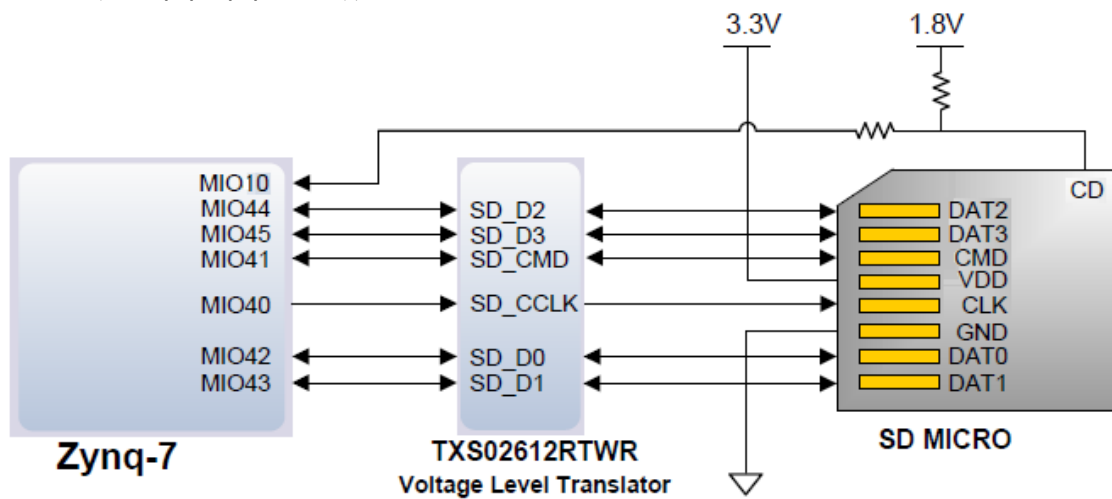 3.3V
1.8V
MIO10
MIO44
MIO45
MIO41
MIO40
MIO42
MIO43
Zynq-7
SD_D2
SD_D3
SD_CMD
SD_CCLK
SD_D0
SD_D1
TXS02612RTWR
Voltage Level Translator
CD
DAT2
DAT3
CMD
VDD
CLK
GND
DAT0
DAT1
SD MICRO